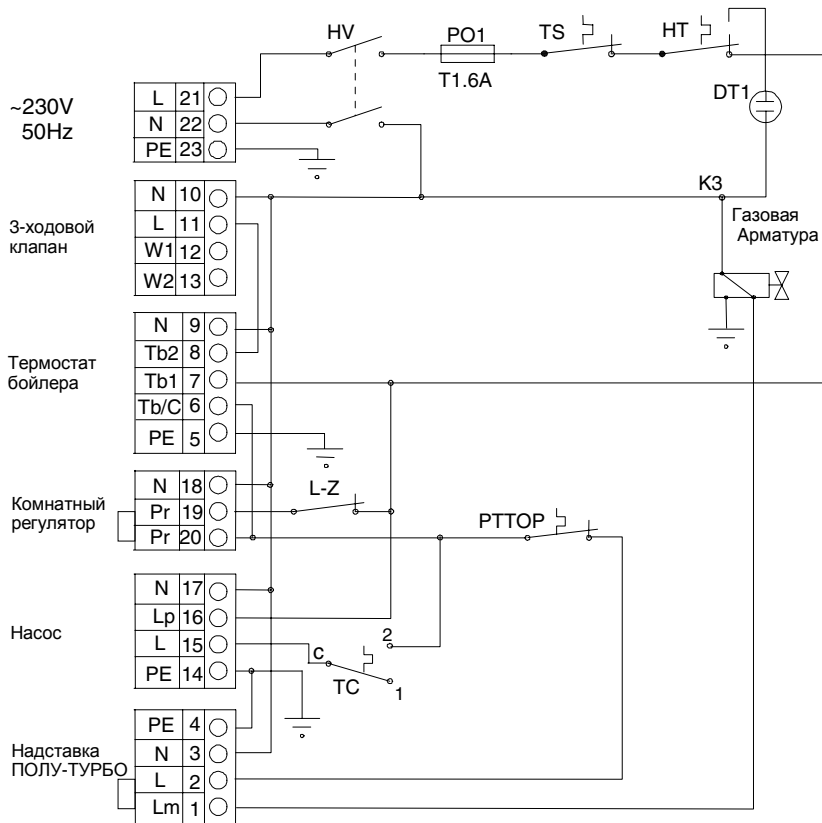 HV
PO1
T1.6A
TS
HT
DT1
~230V
50Hz
L 21
N 22
PE 23
K3
Газовая
Арматура
3-ходовой
клапан
N 10
L 11
W1 12
W2 13
Термостат
бойлера
N 9
Tb2 8
Tb1 7
Tb/C 6
PE 5
Комнатный
регулятор
N 18
Pr 19
Pr 20
L-Z
PTTOP
Насос
N 17
Lp 16
L 15
PE 14
2
c
TC
1
Надставка
ПОЛУ-ТУРБО
PE 4
N 3
L 2
Lm 1